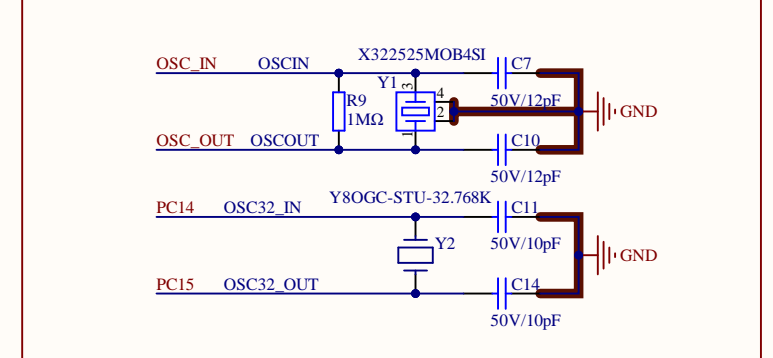 X322525MOB4SI
OSC_IN OSCIN C7
Y1 3
R9 4 50V/12pF
1MΩ 2 GND
1
OSC_OUT OSCOUT C10
50V/12pF
Y8OGC-STU-32.768K
PC14 OSC32_IN C11
Y2 50V/10pF
GND
PC15 OSC32_OUT C14
50V/10pF